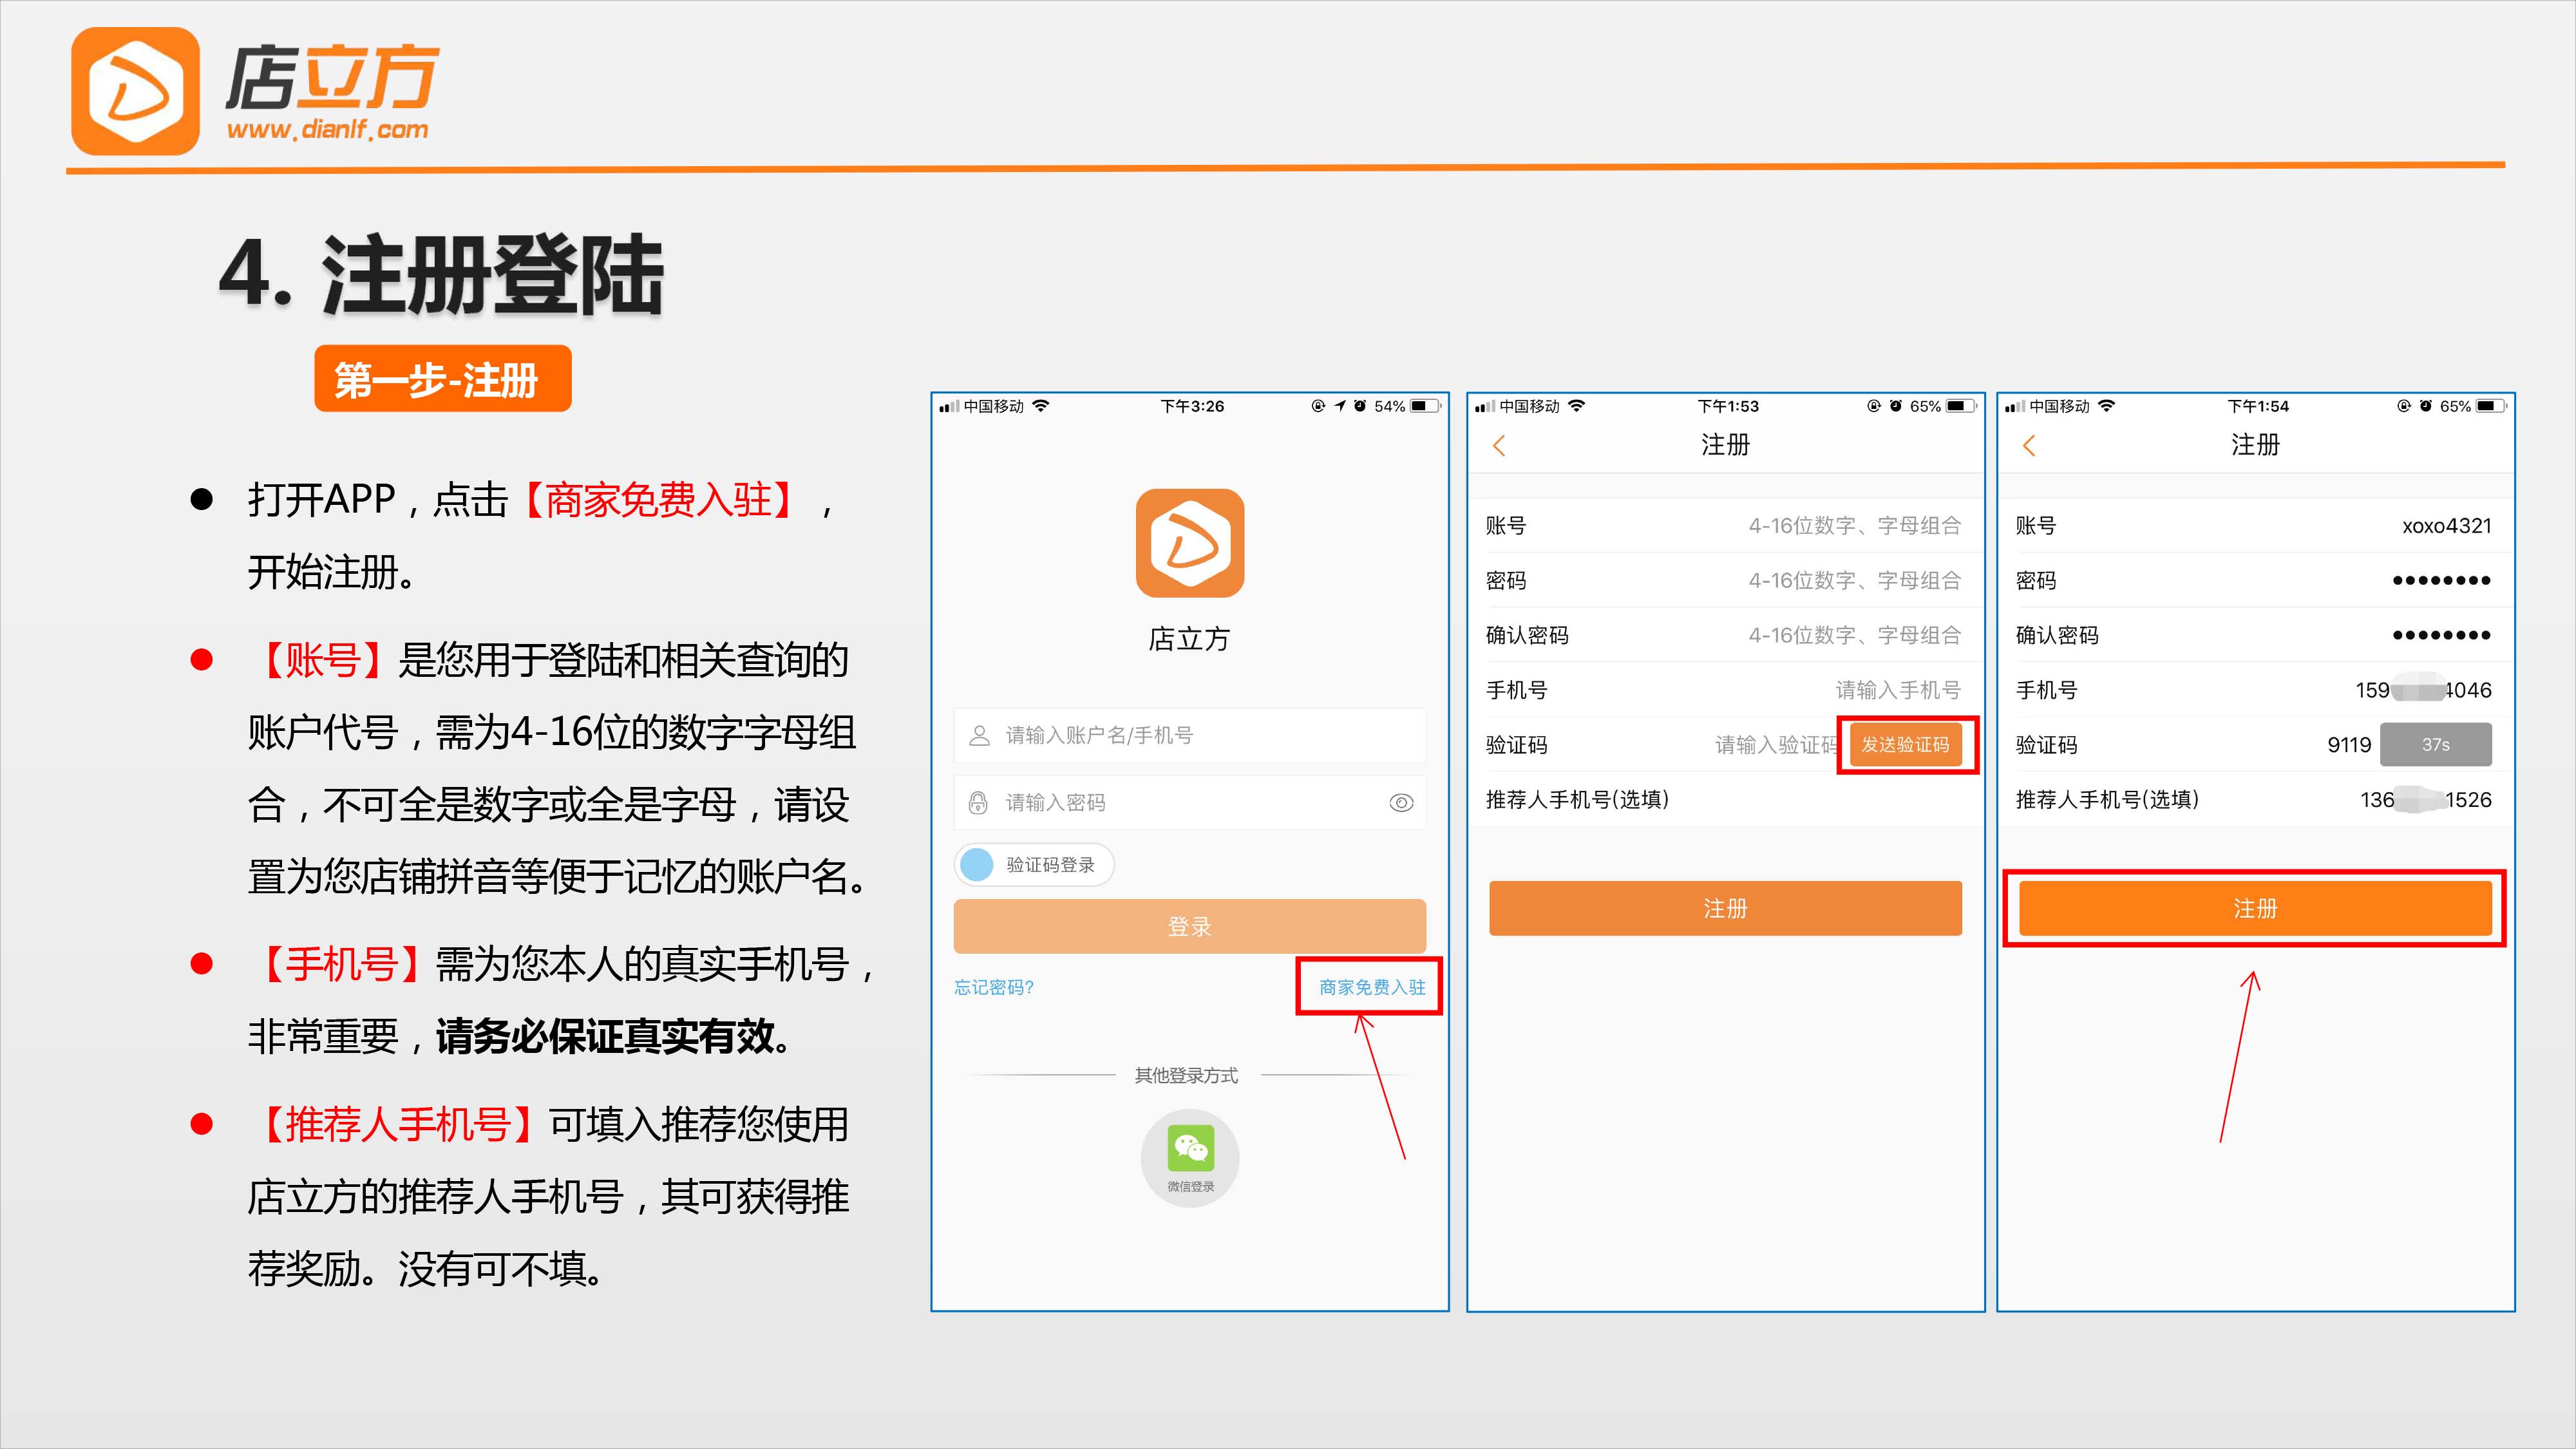 店立方
www.dianlf.com
4. 注册登陆
第一步-注册
打开APP，点击【商家免费入驻】，
开始注册。
【账号】是您用于登陆和相关查询的
账户代号，需为4-16位的数字字母组
合，不可全是数字或全是字母，请设
置为您店铺拼音等便于记忆的账户名。
【手机号】需为您本人的真实手机号，
非常重要，请务必保证真实有效。
【推荐人手机号】可填入推荐您使用
店立方的推荐人手机号，其可获得推
荐奖励。没有可不填。
中国移动 下午3:26 54%
店立方
请输入账户名/手机号
请输入密码
验证码登录
登录
忘记密码? 商家免费入驻
其他登录方式
微信登录
中国移动 下午1:53 65%
注册
账号 4-16位数字、字母组合
密码 4-16位数字、字母组合
确认密码 4-16位数字、字母组合
手机号 请输入手机号
验证码 请输入验证码 发送验证码
推荐人手机号(选填)
注册
中国移动 下午1:54 65%
注册
账号 xoxo4321
密码 ●●●●●●●●
确认密码 ●●●●●●●●
手机号 159 4046
验证码 9119 37s
推荐人手机号(选填) 136 1526
注册